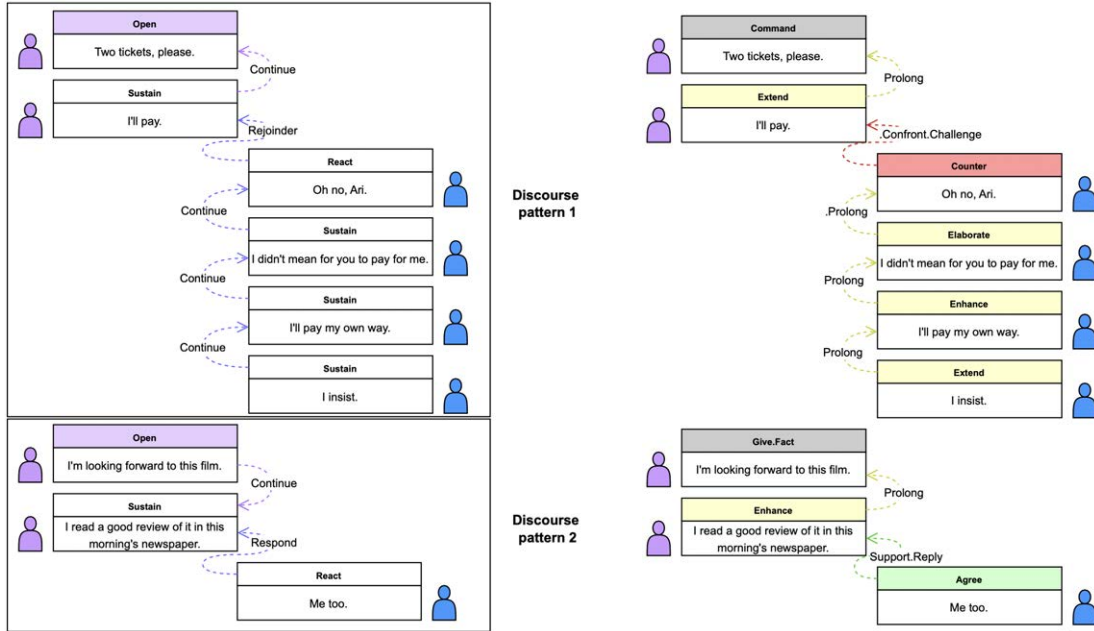 Open
Two tickets, please.
Continue
Sustain
I'll pay.
Rejoinder
React
Oh no, Ari.
Continue
Sustain
I didn't mean for you to pay for me.
Continue
Sustain
I'll pay my own way.
Continue
Sustain
I insist.
Discourse
pattern 1
Command
Two tickets, please.
Prolong
Extend
I'll pay.
.Confront.Challenge
Counter
Oh no, Ari.
.Prolong
Elaborate
I didn't mean for you to pay for me.
Prolong
Enhance
I'll pay my own way.
Prolong
Extend
I insist.
Open
I'm looking forward to this film.
Continue
Sustain
I read a good review of it in this
morning's newspaper.
Respond
React
Me too.
Discourse
pattern 2
Give.Fact
I'm looking forward to this film.
Prolong
Enhance
I read a good review of it in this
morning's newspaper.
Support.Reply
Agree
Me too.